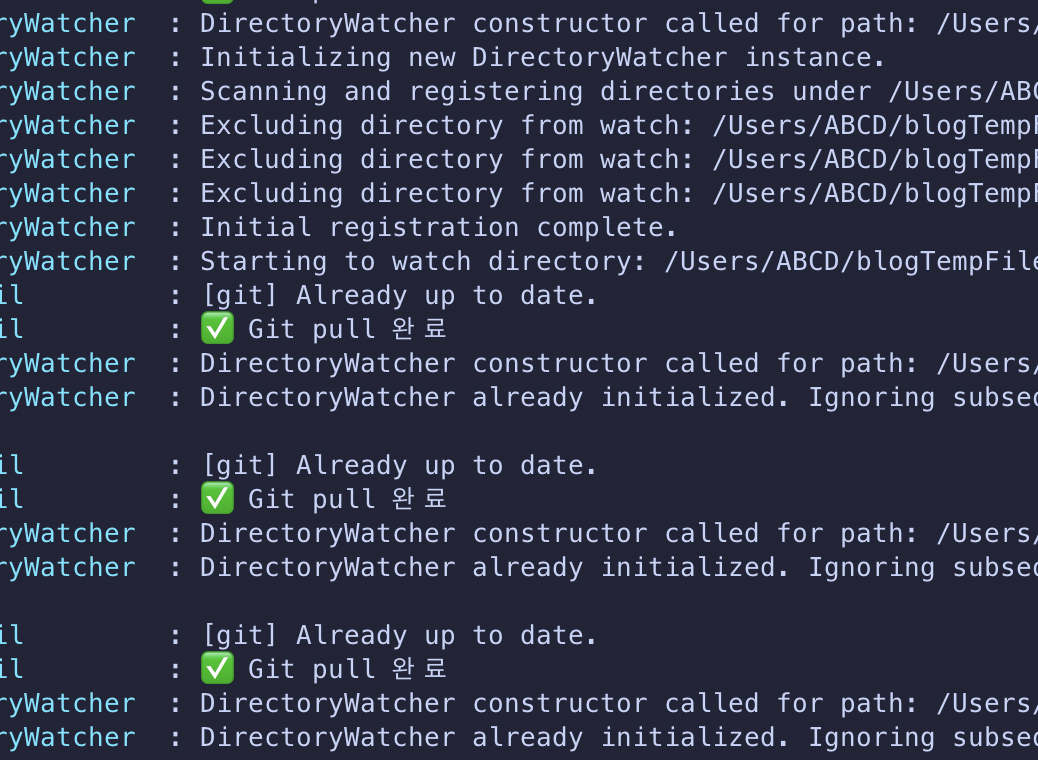 ryWatcher : DirectoryWatcher constructor called for path: /Users/
ryWatcher : Initializing new DirectoryWatcher instance.
ryWatcher : Scanning and registering directories under /Users/ABC
ryWatcher : Excluding directory from watch: /Users/ABCD/blogTempF
ryWatcher : Excluding directory from watch: /Users/ABCD/blogTempF
ryWatcher : Excluding directory from watch: /Users/ABCD/blogTempF
ryWatcher : Initial registration complete.
ryWatcher : Starting to watch directory: /Users/ABCD/blogTempFile
il : [git] Already up to date.
il : ✅ Git pull 완료
ryWatcher : DirectoryWatcher constructor called for path: /Users/
ryWatcher : DirectoryWatcher already initialized. Ignoring subseq
il : [git] Already up to date.
il : ✅ Git pull 완료
ryWatcher : DirectoryWatcher constructor called for path: /Users/
ryWatcher : DirectoryWatcher already initialized. Ignoring subseq
il : [git] Already up to date.
il : ✅ Git pull 완료
ryWatcher : DirectoryWatcher constructor called for path: /Users/
ryWatcher : DirectoryWatcher already initialized. Ignoring subseq